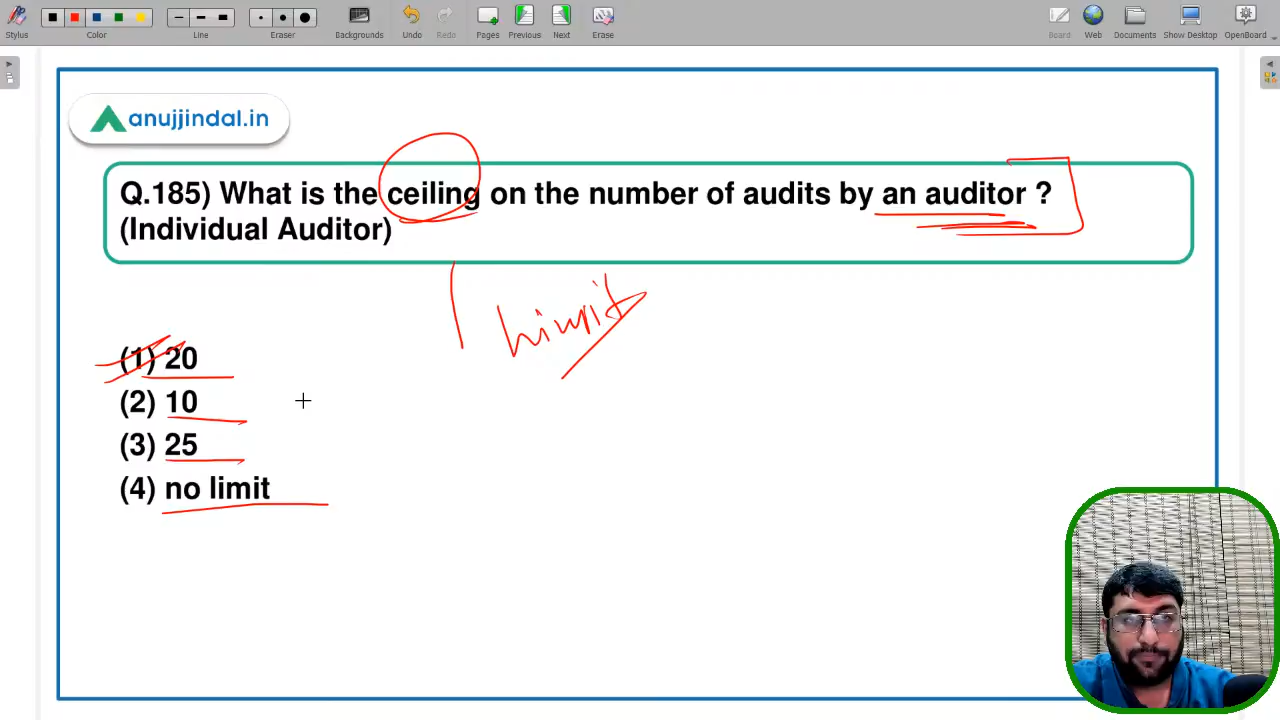 Stylus
Color
Line
Eraser
Backgrounds
Undo
Redo
Pages
Previous
Next
Erase
Board
Web
Documents
Show Desktop
OpenBoard
anujjindal.in
Q.185) What is the ceiling on the number of audits by an auditor ?
(Individual Auditor)
(1) 20
(2) 10
(3) 25
(4) no limit